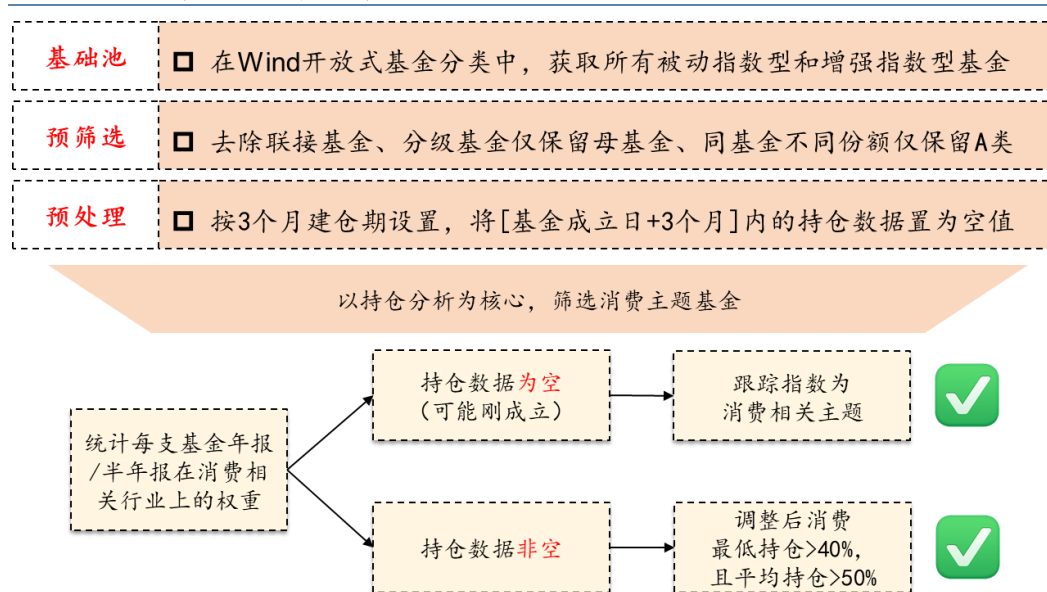 基础池
在Wind开放式基金分类中，获取所有被动指数型和增强指数型基金
预筛选
去除联接基金、分级基金仅保留母基金、同基金不同份额仅保留A类
预处理
按3个月建仓期设置，将[基金成立日+3个月]内的持仓数据置为空值
以持仓分析为核心，筛选消费主题基金
统计每支基金年报
/半年报在消费相
关行业上的权重
持仓数据为空
（可能刚成立）
跟踪指数为
消费相关主题
持仓数据非空
调整后消费
最低持仓>40%，
且平均持仓>50%